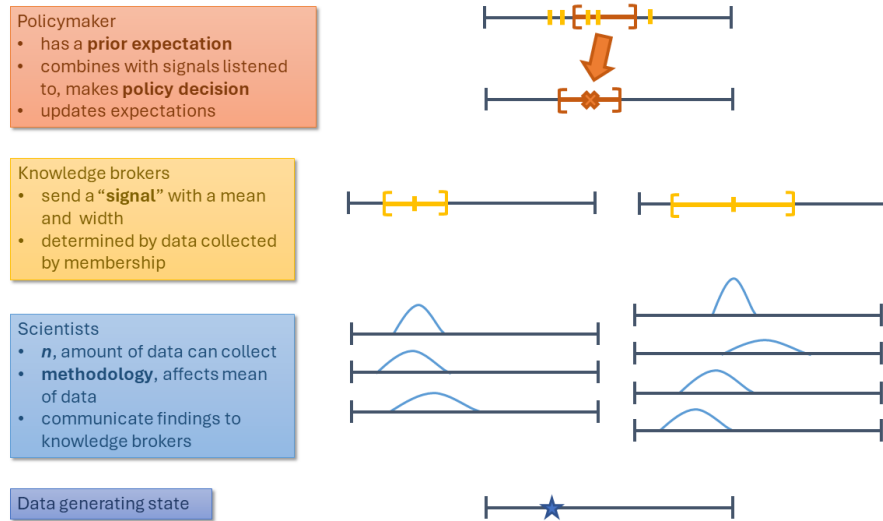 Policymaker
• has a prior expectation
• combines with signals listened
to, makes policy decision
• updates expectations
Knowledge brokers
• send a “signal” with a mean
and width
• determined by data collected
by membership
Scientists
• n, amount of data can collect
• methodology, affects mean
of data
• communicate findings to
knowledge brokers
Data generating state